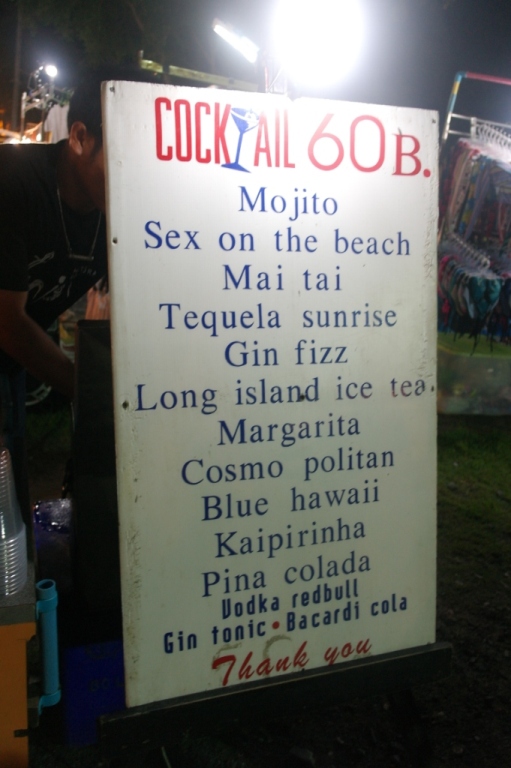 COCKTAIL 60B.
Mojito
Sex on the beach
Mai tai
Tequela sunrise
Gin fizz
Long island ice tea.
Margarita
Cosmo politan
Blue hawaii
Kaipirinha
Pina colada
Vodka redbull
Gin tonic • Bacardi cola
Thank you